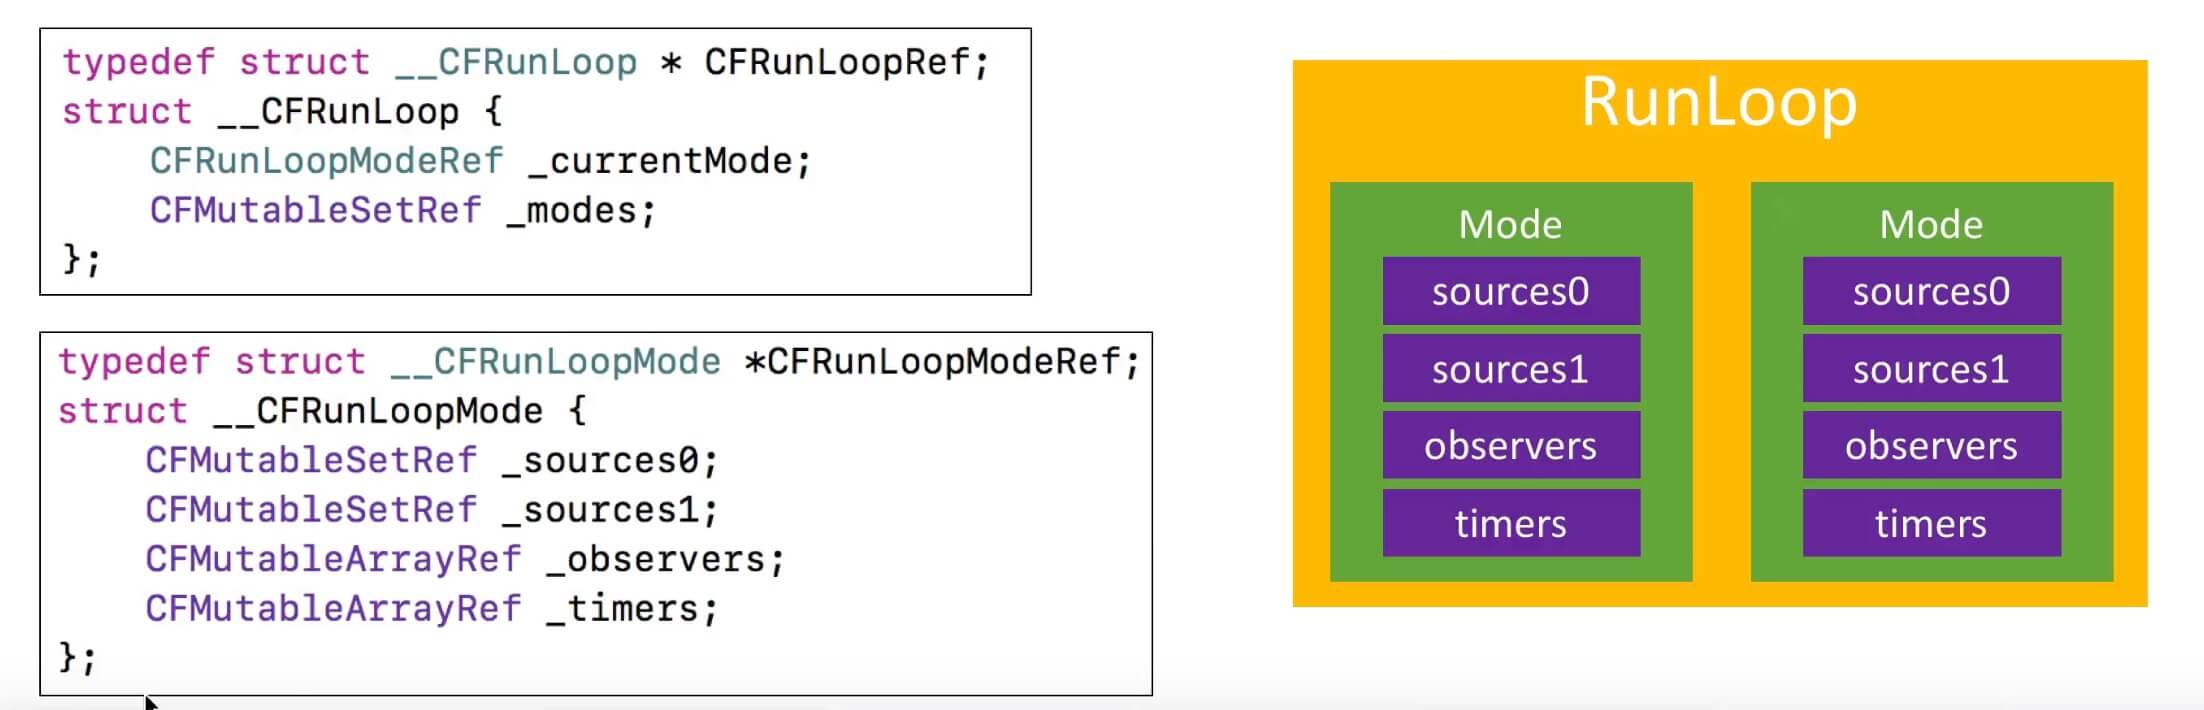 typedef struct __CFRunLoop * CFRunLoopRef;
struct __CFRunLoop {
    CFRunLoopModeRef _currentMode;
    CFMutableSetRef _modes;
};
typedef struct __CFRunLoopMode *CFRunLoopModeRef;
struct __CFRunLoopMode {
    CFMutableSetRef _sources0;
    CFMutableSetRef _sources1;
    CFMutableArrayRef _observers;
    CFMutableArrayRef _timers;
};
RunLoop
Mode
sources0
sources1
observers
timers
Mode
sources0
sources1
observers
timers